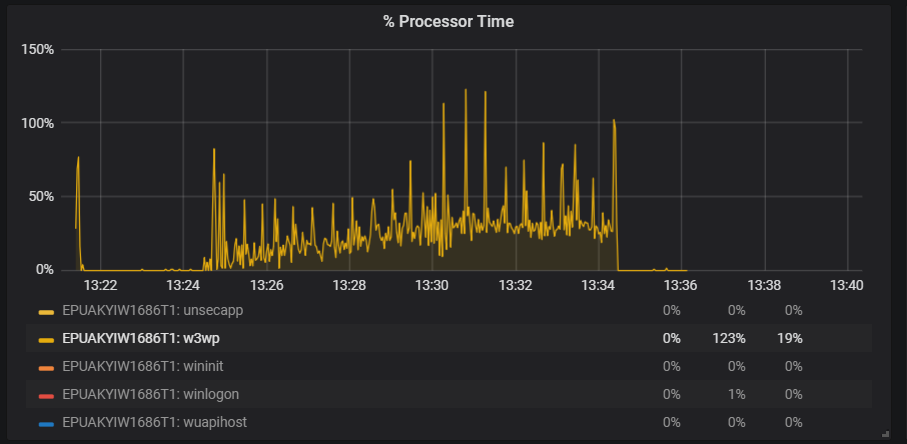 % Processor Time
150%
100%
50%
0%
13:22 13:24 13:26 13:28 13:30 13:32 13:34 13:36 13:38 13:40
EPUAKYIW1686T1: unsecapp 0% 0% 0%
EPUAKYIW1686T1: w3wp 0% 123% 19%
EPUAKYIW1686T1: wininit 0% 0% 0%
EPUAKYIW1686T1: winlogon 0% 1% 0%
EPUAKYIW1686T1: wuapihost 0% 0% 0%